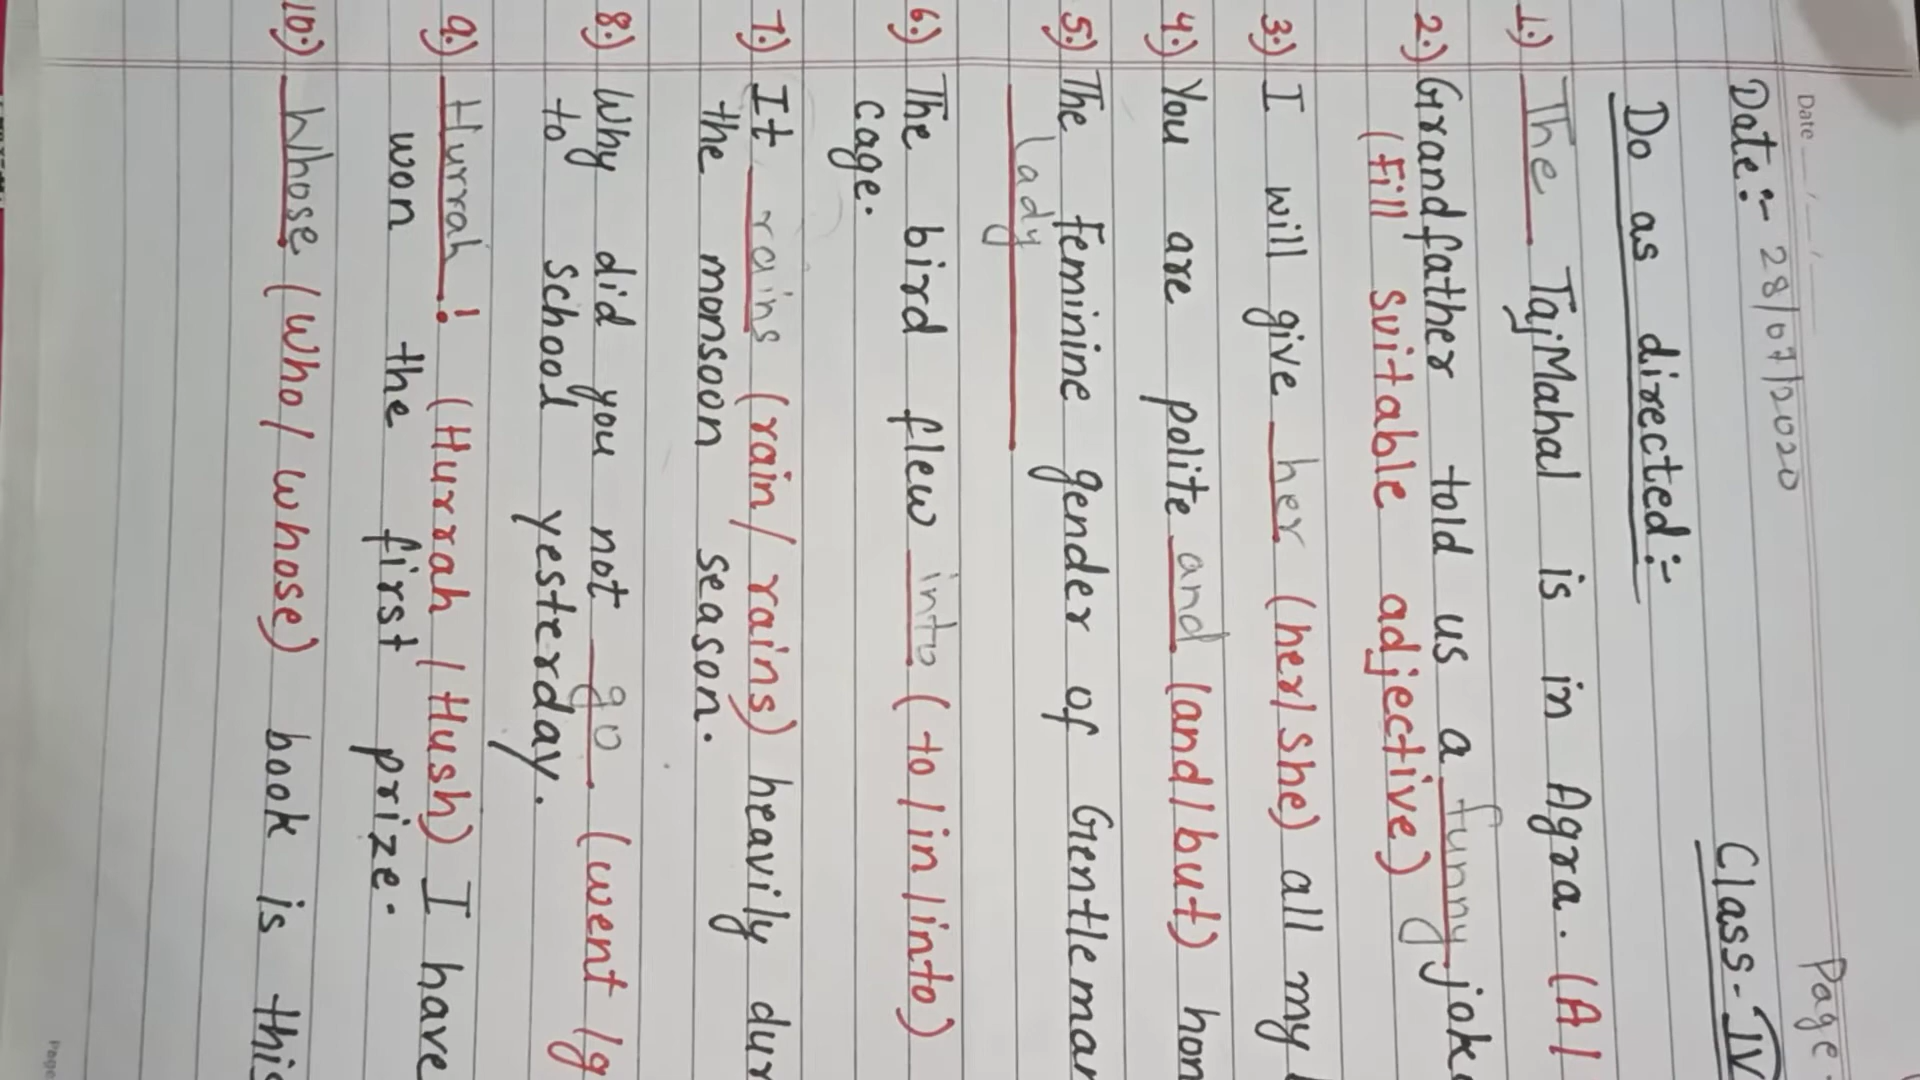 Page
Date
Date:- 28/07/2020 Class-IV
Do as directed:-
1.) The TajMahal is in Agra. (A/
2.) Grandfather told us a funny joke
(Fill suitable adjective)
3.) I will give her (her/she) all my
4.) You are polite and (and/but) hon
5.) The feminine gender of Gentleman
lady
6.) The bird flew into (to/in/into)
cage.
7.) It rains (rain/rains) heavily dur
the monsoon season.
8.) Why did you not go (went/g
to school yesterday.
9.) Hurrah! (Hurrah/Hush) I have
won the first prize.
10.) Whose (Who/whose) book is this
Page